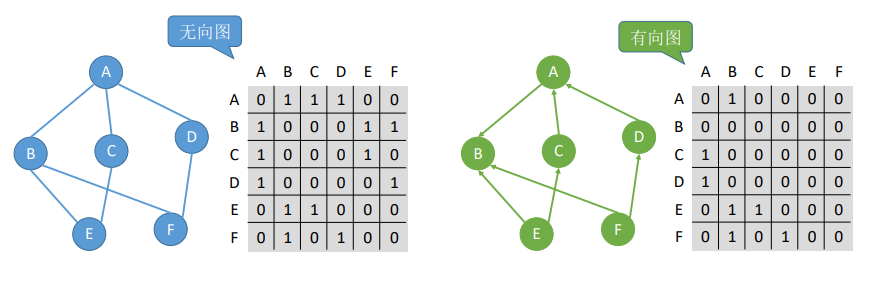 无向图
A
B
C
D
E
F
A B C D E F
A 0 1 1 1 0 0
B 1 0 0 0 1 1
C 1 0 0 0 1 0
D 1 0 0 0 0 1
E 0 1 1 0 0 0
F 0 1 0 1 0 0
有向图
A
B
C
D
E
F
A B C D E F
A 0 1 0 0 0 0
B 0 0 0 0 0 0
C 1 0 0 0 0 0
D 1 0 0 0 0 0
E 0 1 1 0 0 0
F 0 1 0 1 0 0